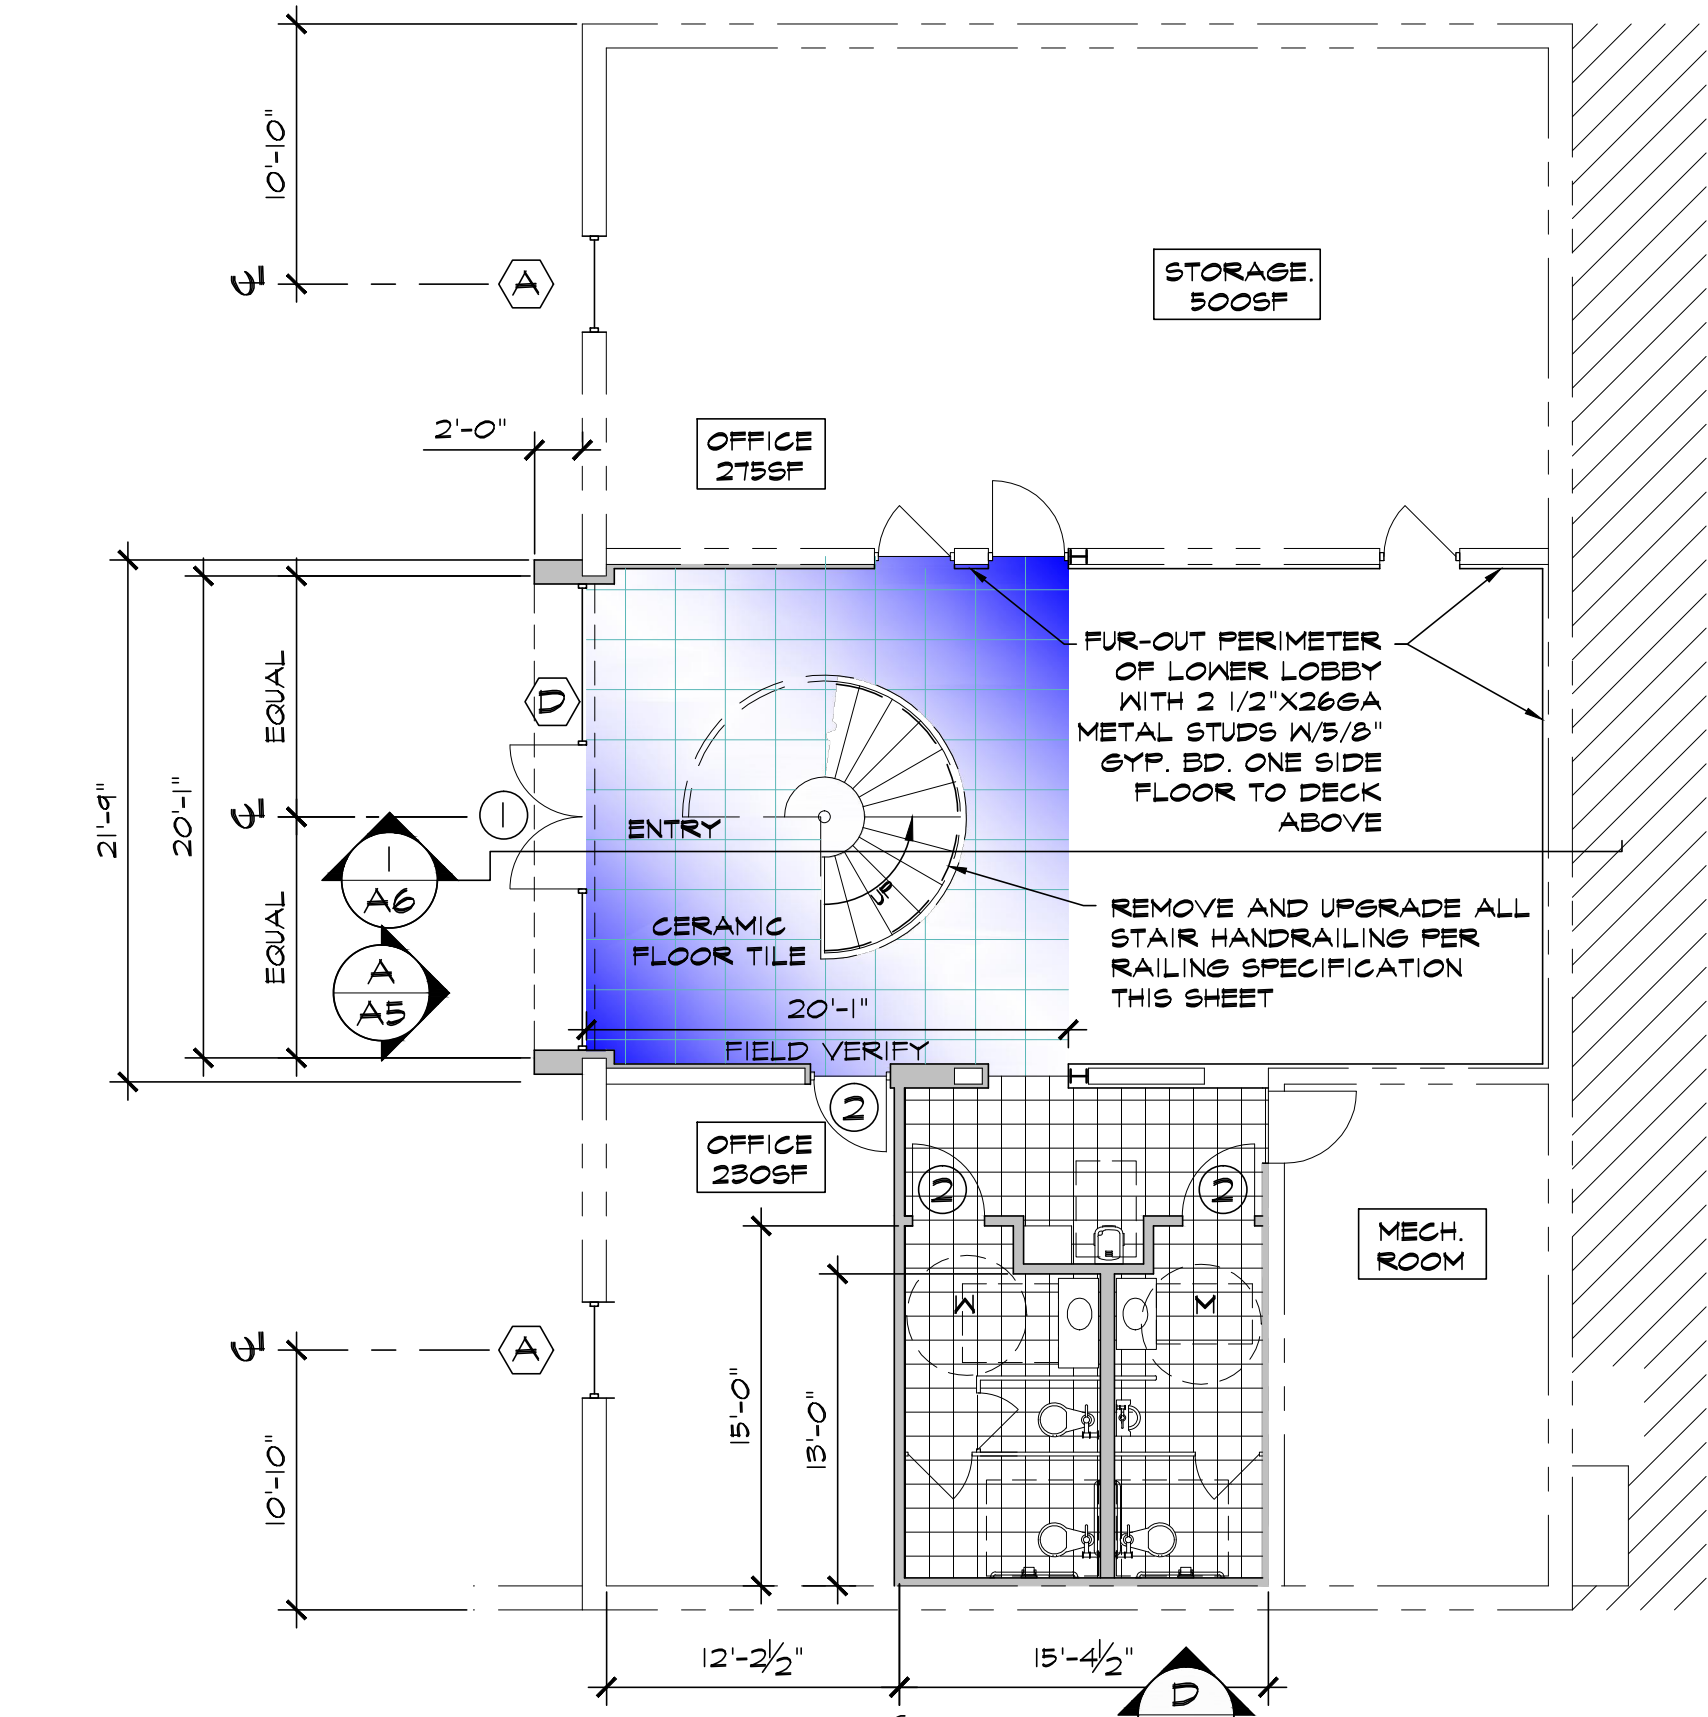 10'-10"
℄
A
STORAGE.
500SF
2'-0"
OFFICE
275SF
FUR-OUT PERIMETER
OF LOWER LOBBY
WITH 2 1/2"X26GA
METAL STUDS W/5/8"
GYP. BD. ONE SIDE
FLOOR TO DECK
ABOVE
EQUAL
D
21'-9"
20'-1"
℄
1
ENTRY
1
A6
UP
CERAMIC
FLOOR TILE
REMOVE AND UPGRADE ALL
STAIR HANDRAILING PER
RAILING SPECIFICATION
THIS SHEET
EQUAL
A
A5
20'-1"
FIELD VERIFY
2
OFFICE
230SF
2
2
MECH.
ROOM
W
M
℄
A
15'-0"
13'-0"
10'-10"
12'-2½"
15'-4½"
D